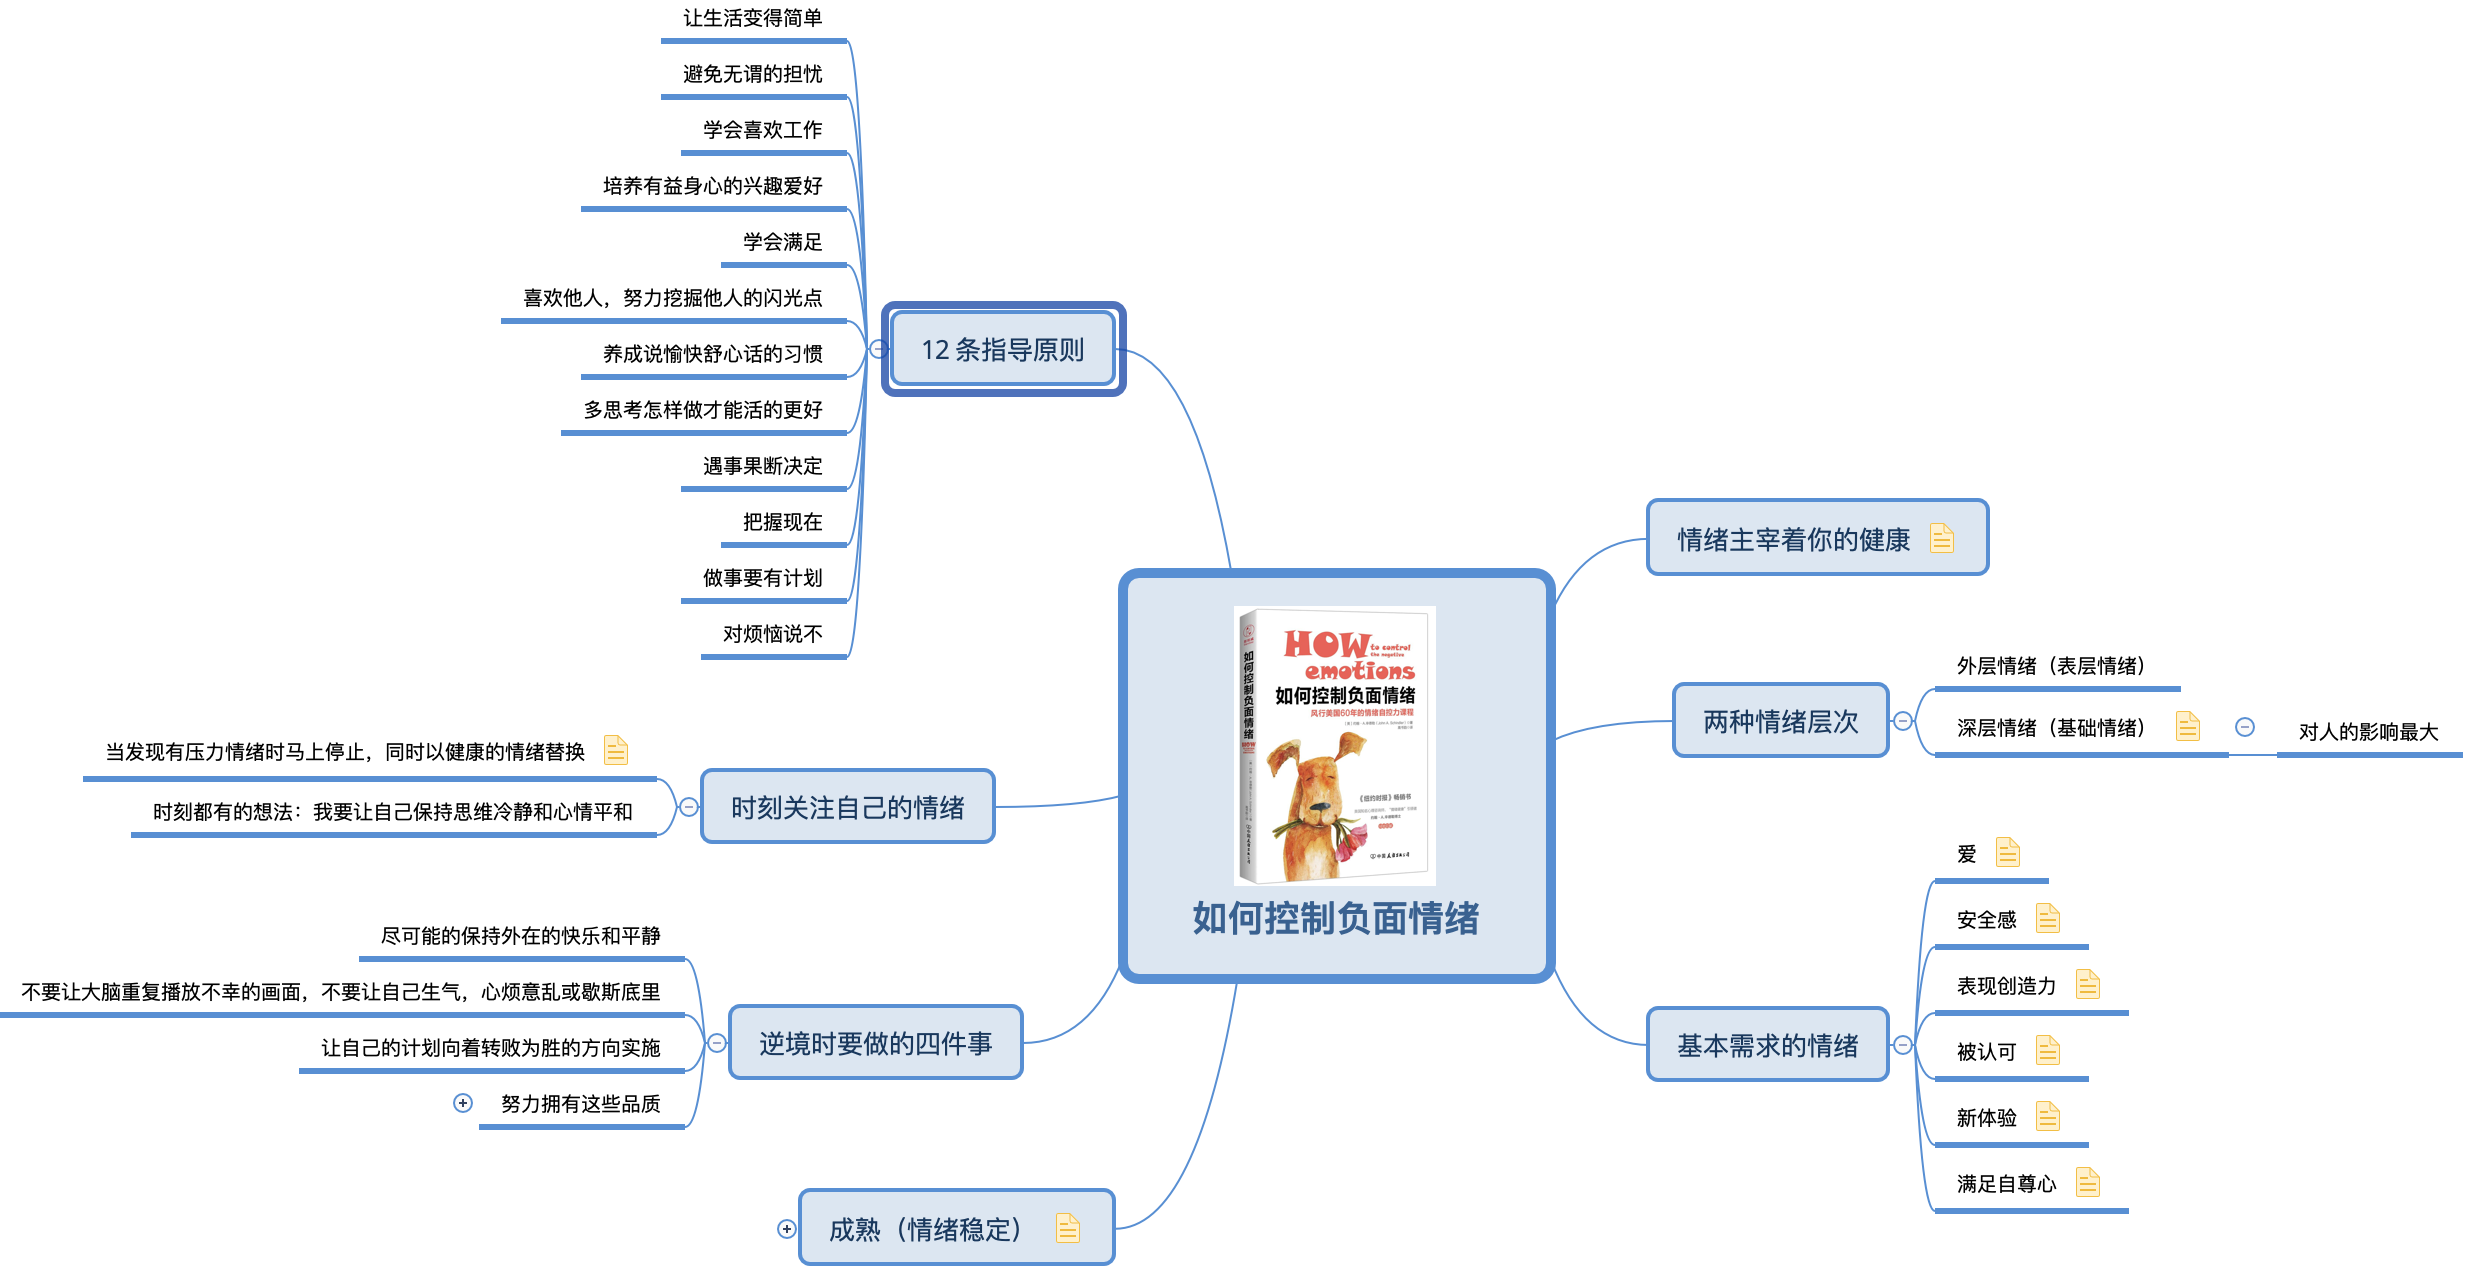 让生活变得简单
避免无谓的担忧
学会喜欢工作
培养有益身心的兴趣爱好
学会满足
喜欢他人，努力挖掘他人的闪光点
养成说愉快舒心话的习惯
多思考怎样做才能活的更好
遇事果断决定
把握现在
做事要有计划
对烦恼说不
12 条指导原则
当发现有压力情绪时马上停止，同时以健康的情绪替换
时刻都有的想法：我要让自己保持思维冷静和心情平和
时刻关注自己的情绪
尽可能的保持外在的快乐和平静
不要让大脑重复播放不幸的画面，不要让自己生气，心烦意乱或歇斯底里
让自己的计划向着转败为胜的方向实施
努力拥有这些品质
逆境时要做的四件事
成熟（情绪稳定）
如何控制负面情绪
HOW to control
the negative
emotions
如何控制负面情绪
风行美国60年的情绪自控力课程
《纽约时报》畅销书
如何控制负面情绪
情绪主宰着你的健康
两种情绪层次
外层情绪（表层情绪）
深层情绪（基础情绪）
对人的影响最大
基本需求的情绪
爱
安全感
表现创造力
被认可
新体验
满足自尊心